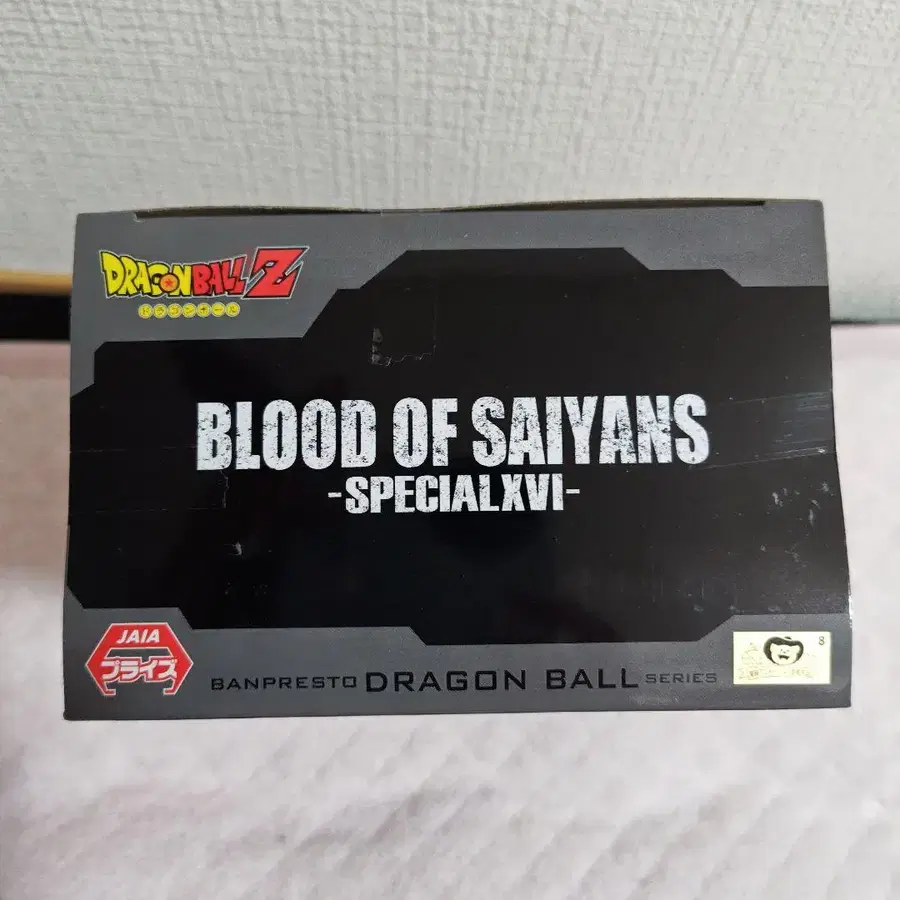 DRAGON BALL Z
ドラゴンボール
BLOOD OF SAIYANS
-SPECIALXVI-
JAIA
プライズ
BANPRESTO DRAGON BALL SERIES
8